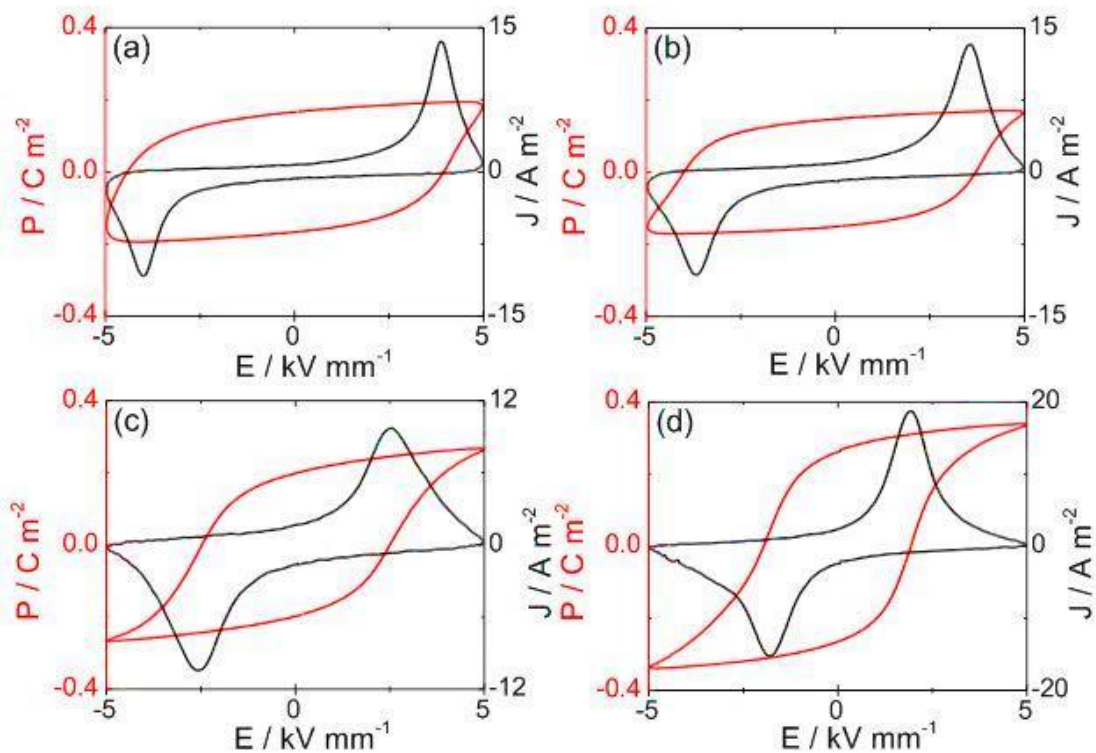 (a)
0.4
0.0
-0.4
P / C m⁻²
15
0
-15
J / A m⁻²
-5 0 5
E / kV mm⁻¹
(b)
0.4
0.0
-0.4
P / C m⁻²
15
0
-15
J / A m⁻²
-5 0 5
E / kV mm⁻¹
(c)
0.4
0.0
-0.4
P / C m⁻²
12
0
-12
J / A m⁻²
-5 0 5
E / kV mm⁻¹
(d)
0.4
0.0
-0.4
P / C m⁻²
20
0
-20
J / A m⁻²
-5 0 5
E / kV mm⁻¹